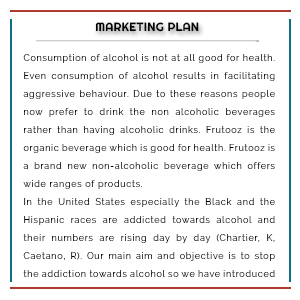 MARKETING PLAN
Consumption of alcohol is not at all good for health.
Even consumption of alcohol results in facilitating
aggressive behaviour. Due to these reasons people
now prefer to drink the non alcoholic beverages
rather than having alcoholic drinks. Frutooz is the
organic beverage which is good for health. Frutooz is
a brand new non-alcoholic beverage which offers
wide ranges of products.
In the United States especially the Black and the
Hispanic races are addicted towards alcohol and
their numbers are rising day by day (Chartier, K,
Caetano, R). Our main aim and objective is to stop
the addiction towards alcohol so we have introduced